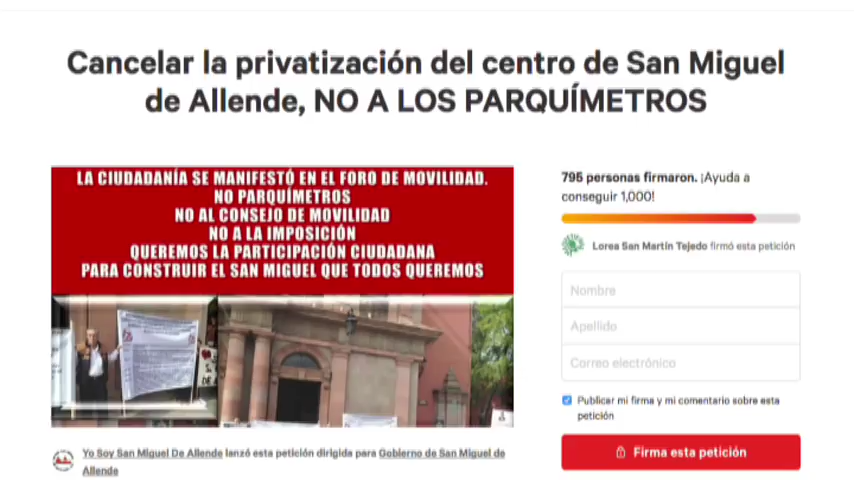 Cancelar la privatización del centro de San Miguel
de Allende, NO A LOS PARQUÍMETROS
LA CIUDADANÍA SE MANIFESTÓ EN EL FORO DE MOVILIDAD.
NO PARQUÍMETROS
NO AL CONSEJO DE MOVILIDAD
NO A LA IMPOSICIÓN
QUEREMOS LA PARTICIPACIÓN CIUDADANA
PARA CONSTRUIR EL SAN MIGUEL QUE TODOS QUEREMOS
Yo Soy San Miguel De Allende lanzó esta petición dirigida para Gobierno de San Miguel de
Allende
795 personas firmaron. ¡Ayuda a
conseguir 1,000!
Lorea San Martín Tejedo firmó esta petición
Nombre
Apellido
Correo electrónico
Publicar mi firma y mi comentario sobre esta
petición
Firma esta petición